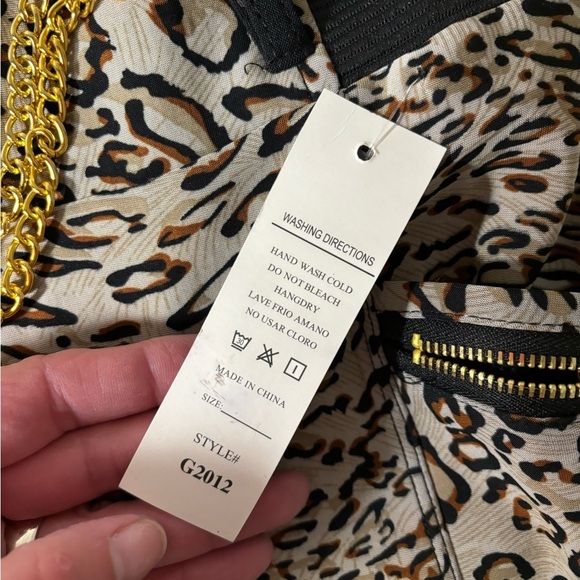 WASHING DIRECTIONS
HAND WASH COLD
DO NOT BLEACH
HANGDRY
LAVE FRIO AMANO
NO USAR CLORO
30
MADE IN CHINA
SIZE:
STYLE#
G2012